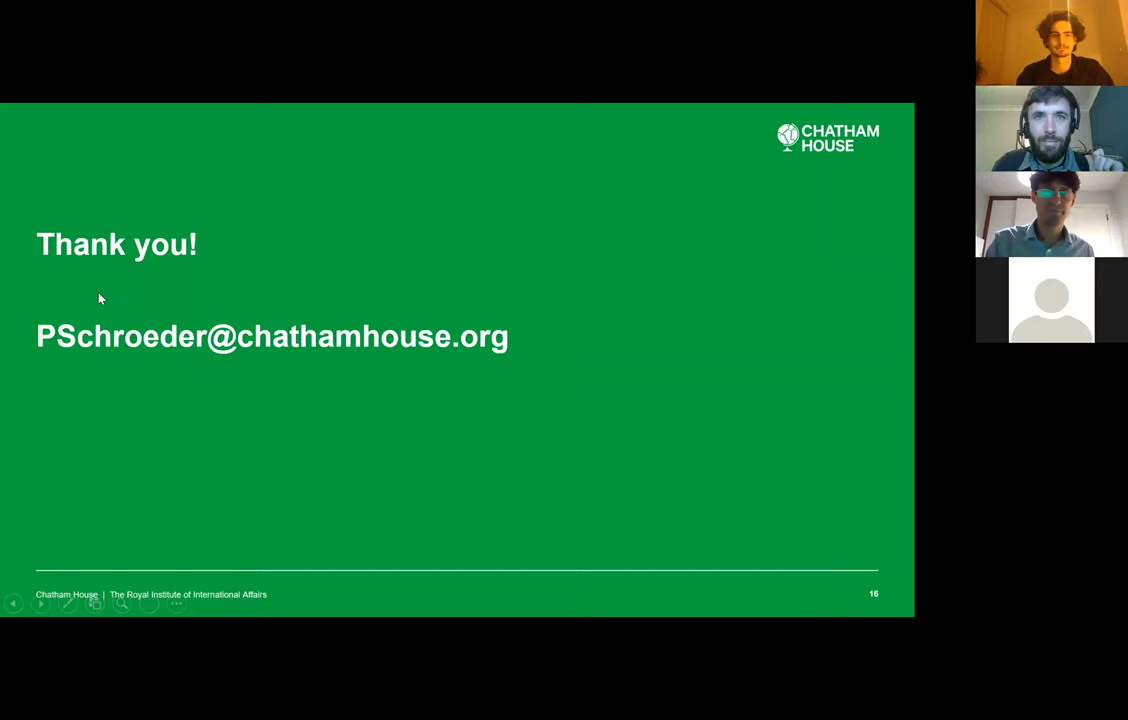 CHATHAM
HOUSE
Thank you!
PSchroeder@chathamhouse.org
Chatham House | The Royal Institute of International Affairs
16